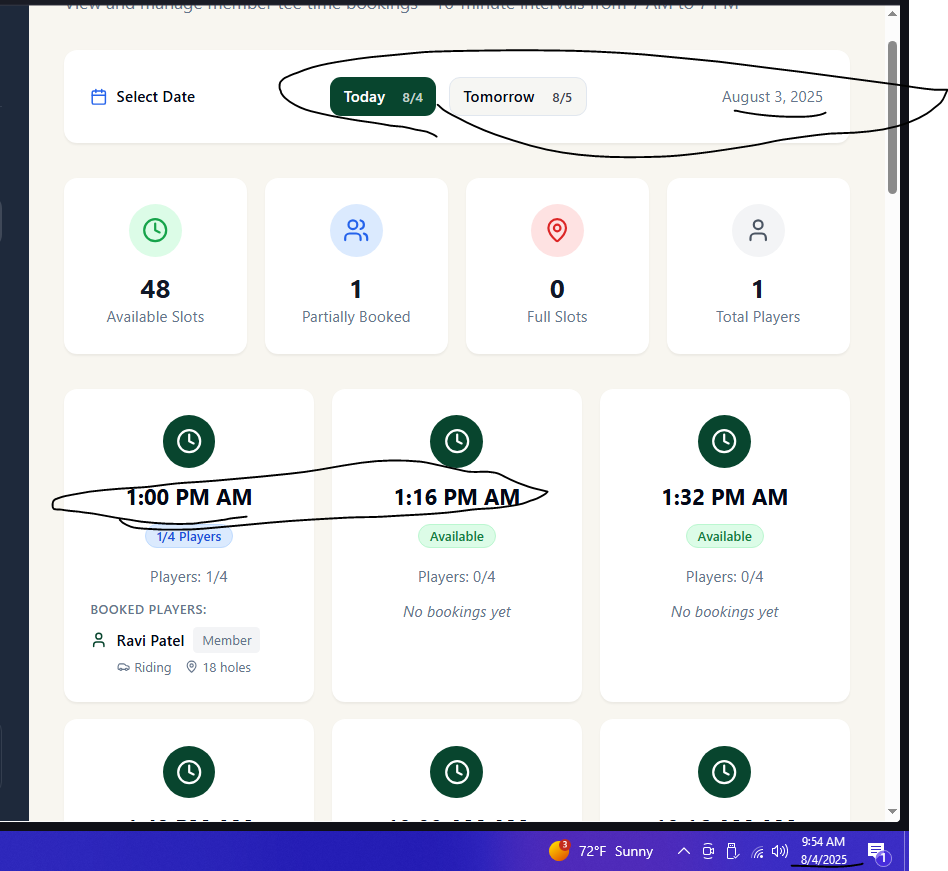 View and manage member tee time bookings - 16-minute intervals from 7 AM to 7 PM
Select Date
Today 8/4
Tomorrow 8/5
August 3, 2025
48
Available Slots
1
Partially Booked
0
Full Slots
1
Total Players
1:00 PM AM
1/4 Players
Players: 1/4
BOOKED PLAYERS:
Ravi Patel Member
Riding 18 holes
1:16 PM AM
Available
Players: 0/4
No bookings yet
1:32 PM AM
Available
Players: 0/4
No bookings yet
3
72°F Sunny
9:54 AM
8/4/2025
1